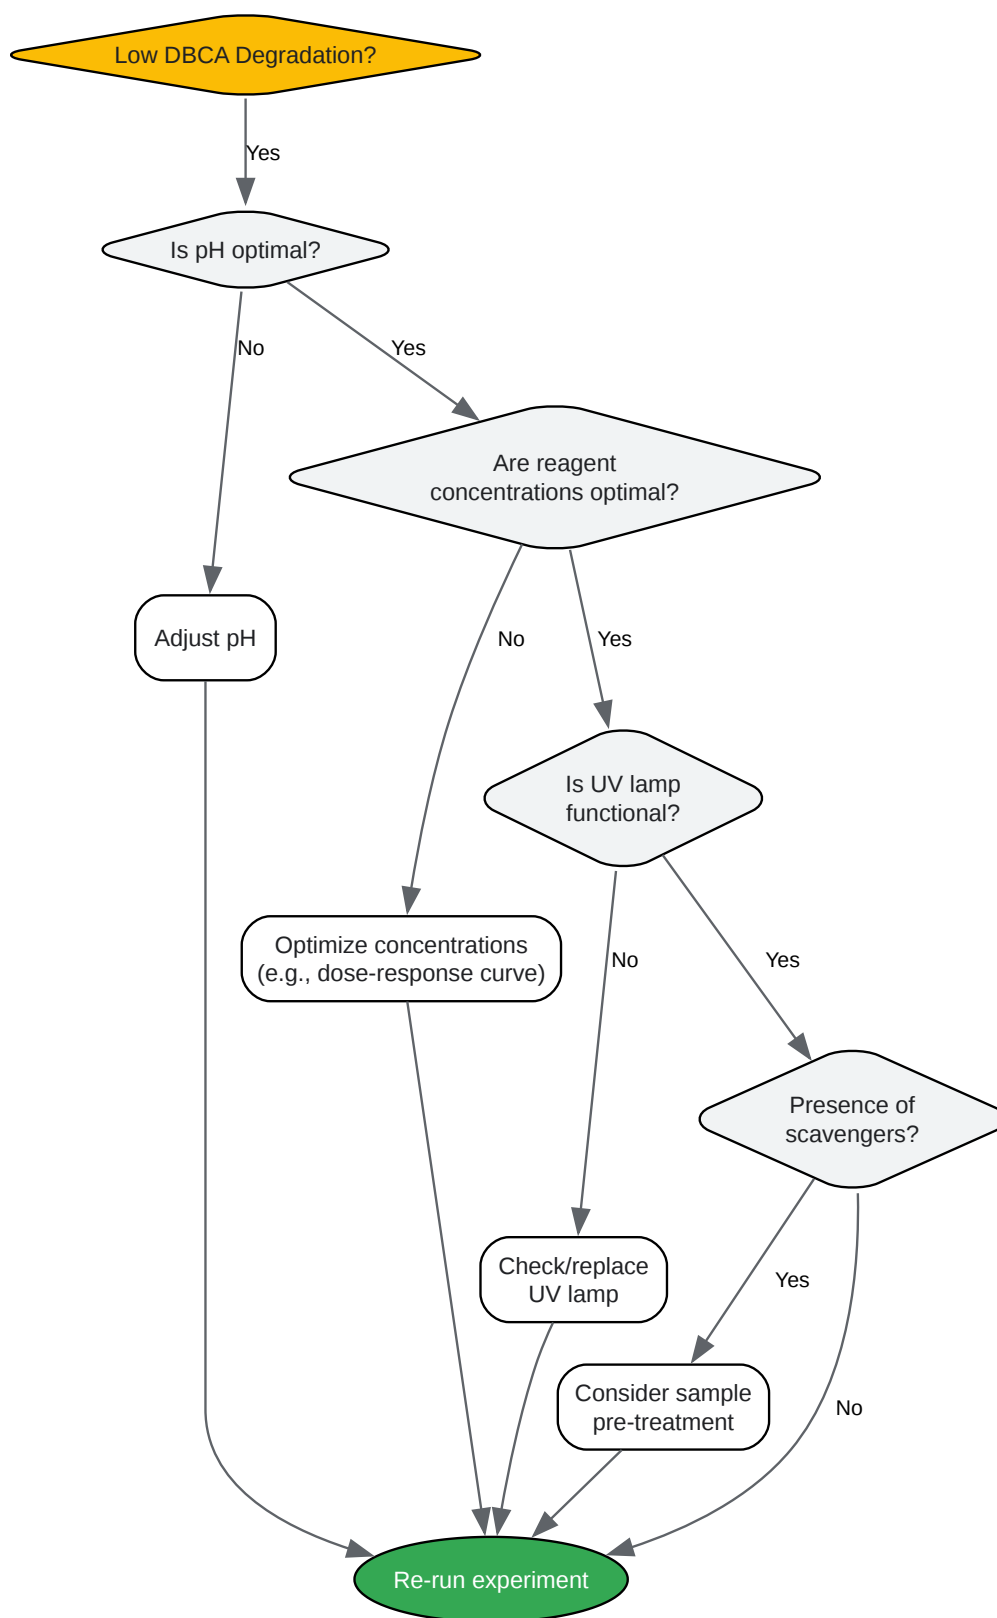 Low DBCA Degradation?
Yes
Is pH optimal?
No
Yes
Are reagent
concentrations optimal?
Adjust pH
No
Yes
Is UV lamp
functional?
Optimize concentrations
(e.g., dose-response curve)
No
Yes
Presence of
scavengers?
Check/replace
UV lamp
Yes
Consider sample
pre-treatment
No
Re-run experiment